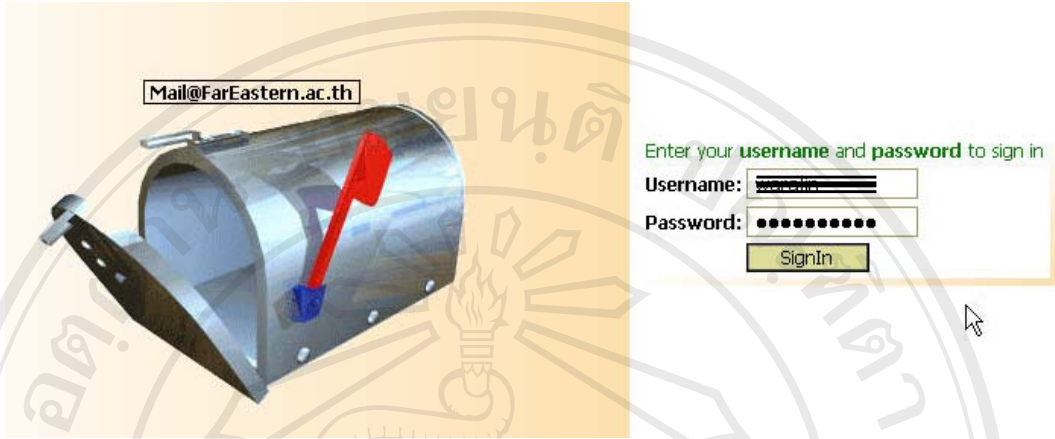 Mail@FarEastern.ac.th
Enter your username and password to sign in
Username:
Password: ●●●●●●●●●●
SignIn